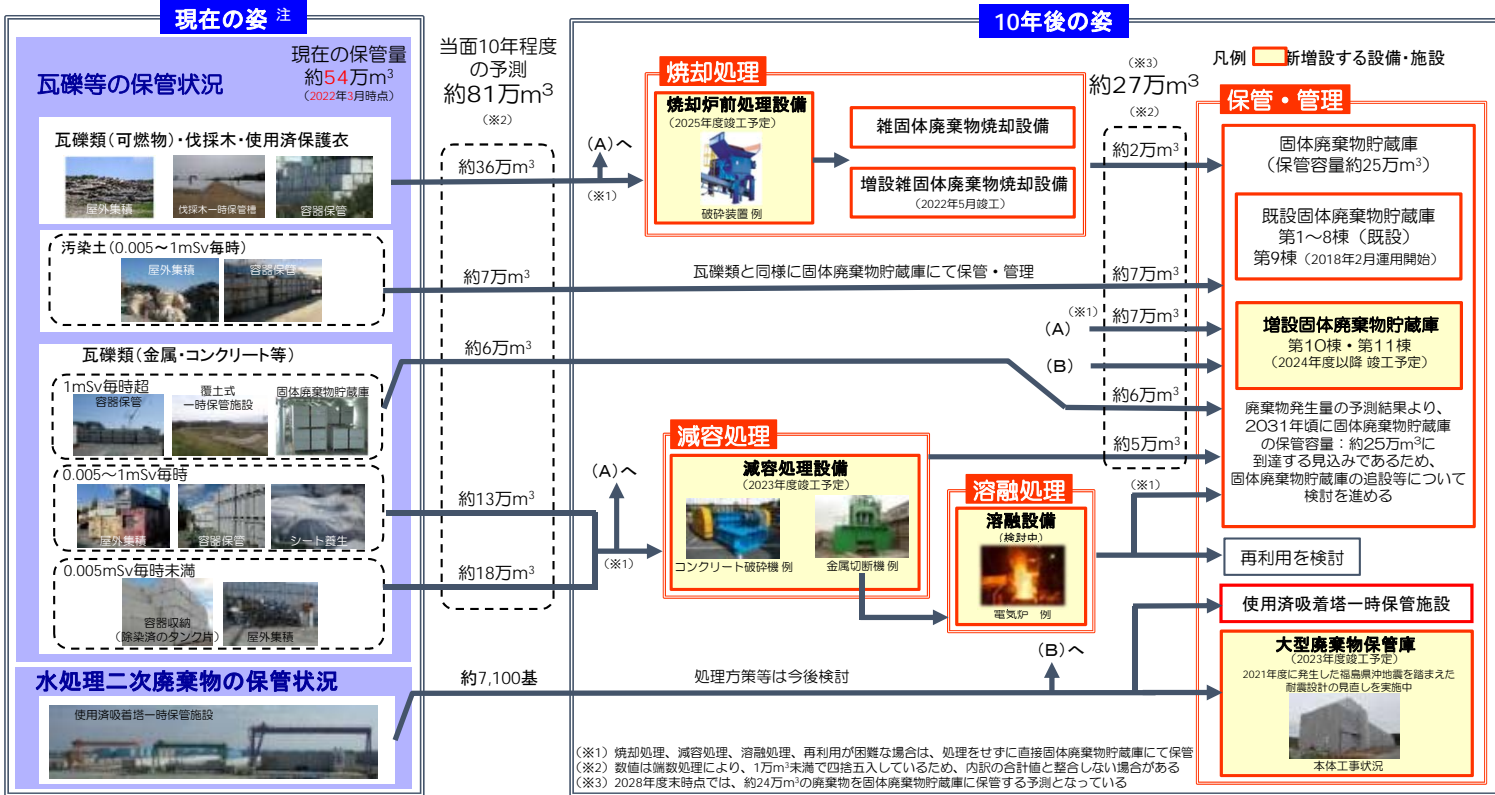 現在の姿 注
瓦礫等の保管状況
現在の保管量
約54万m³
(2022年3月時点)
瓦礫類(可燃物)・伐採木・使用済保護衣
屋外集積
伐採木一時保管槽
容器保管
汚染土(0.005~1mSv毎時)
屋外集積
容器保管
瓦礫類(金属・コンクリート等)
1mSv毎時超
容器保管
覆土式
一時保管施設
固体廃棄物貯蔵庫
0.005~1mSv毎時
屋外集積
容器保管
シート養生
0.005mSv毎時未満
容器収納
(除染済のタンク片)
屋外集積
水処理二次廃棄物の保管状況
使用済吸着塔一時保管施設
当面10年程度
の予測
約81万m³
(※2)
約36万m³
約7万m³
約6万m³
約13万m³
約18万m³
約7,100基
10年後の姿
凡例
新増設する設備・施設
(A)へ
(※1)
焼却処理
焼却炉前処理設備
(2025年度竣工予定)
破砕装置 例
雑固体廃棄物焼却設備
増設雑固体廃棄物焼却設備
(2022年5月竣工)
瓦礫類と同様に固体廃棄物貯蔵庫にて保管・管理
(A)へ
(※1)
減容処理
減容処理設備
(2023年度竣工予定)
コンクリート破砕機 例
金属切断機 例
溶融処理
溶融設備
(検討中)
電気炉 例
処理方策等は今後検討
(B)へ
(※3)
約27万m³
(※2)
約2万m³
約7万m³
(※1)
(A)
約7万m³
(B)
約6万m³
約5万m³
(※1)
保管・管理
固体廃棄物貯蔵庫
(保管容量約25万m³)
既設固体廃棄物貯蔵庫
第1~8棟(既設)
第9棟(2018年2月運用開始)
増設固体廃棄物貯蔵庫
第10棟・第11棟
(2024年度以降 竣工予定)
廃棄物発生量の予測結果より、
2031年頃に固体廃棄物貯蔵庫
の保管容量:約25万m³に
到達する見込みであるため、
固体廃棄物貯蔵庫の追設等について
検討を進める
再利用を検討
使用済吸着塔一時保管施設
大型廃棄物保管庫
(2023年度竣工予定)
2021年度に発生した福島県沖地震を踏まえた
耐震設計の見直しを実施中
本体工事状況
(※1)焼却処理、減容処理、溶融処理、再利用が困難な場合は、処理をせずに直接固体廃棄物貯蔵庫にて保管
(※2)数値は端数処理により、1万m³未満で四捨五入しているため、内訳の合計値と整合しない場合がある
(※3)2028年度末時点では、約24万m³の廃棄物を固体廃棄物貯蔵庫に保管する予測となっている